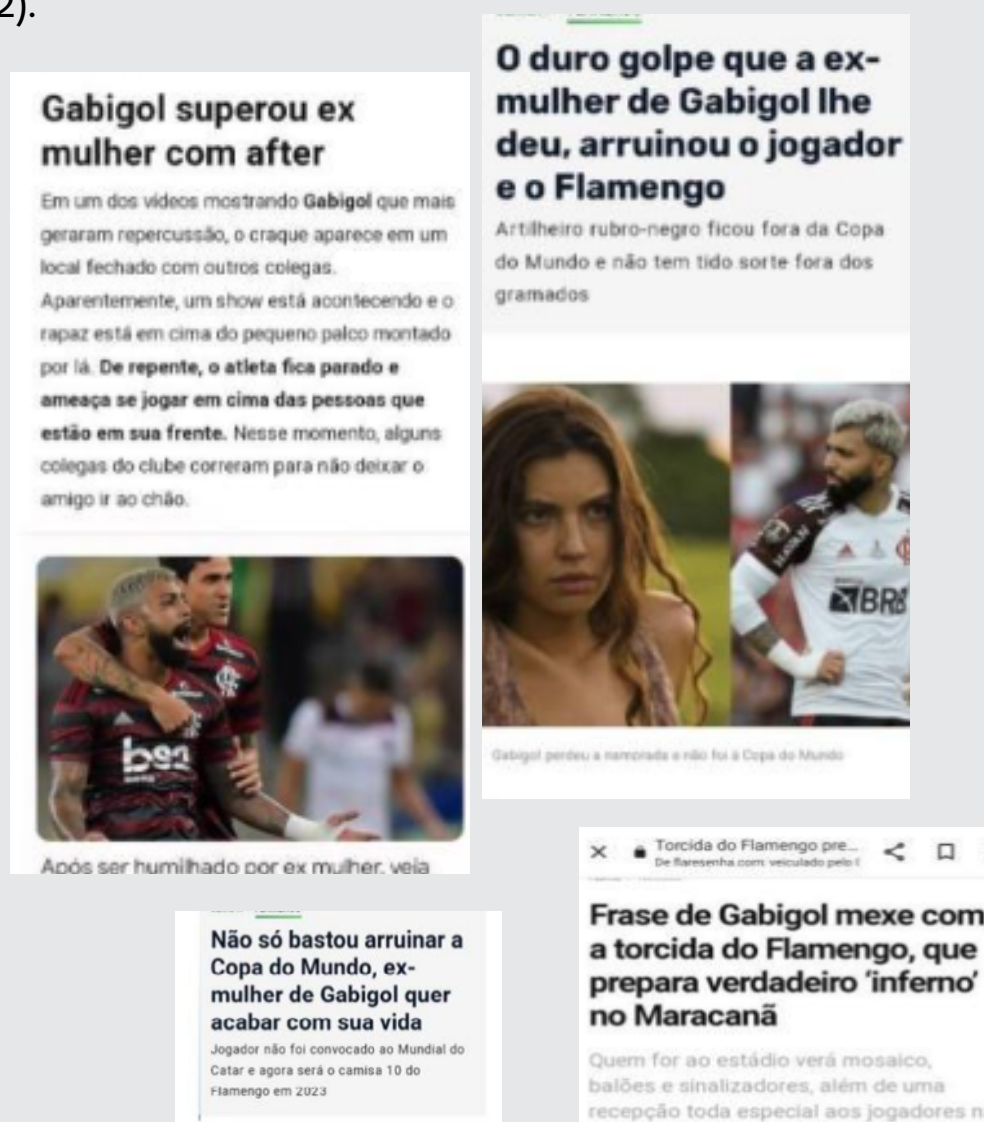 2).
Gabigol superou ex
mulher com after
Em um dos vídeos mostrando Gabigol que mais
geraram repercussão, o craque aparece em um
local fechado com outros colegas.
Aparentemente, um show está acontecendo e o
rapaz está em cima do pequeno palco montado
por lá. De repente, o atleta fica parado e
ameaça se jogar em cima das pessoas que
estão em sua frente. Nesse momento, alguns
colegas do clube correram para não deixar o
amigo ir ao chão.
Após ser humilhado por ex mulher, veja
O duro golpe que a ex-
mulher de Gabigol lhe
deu, arruinou o jogador
e o Flamengo
Artilheiro rubro-negro ficou fora da Copa
do Mundo e não tem tido sorte fora dos
gramados
BRB
Gabigol perdeu a namorada e não foi à Copa do Mundo
Não só bastou arruinar a
Copa do Mundo, ex-
mulher de Gabigol quer
acabar com sua vida
Jogador não foi convocado ao Mundial do
Catar e agora será o camisa 10 do
Flamengo em 2023
Torcida do Flamengo pre...
De flaresenha.com veiculado pelo
Frase de Gabigol mexe com
a torcida do Flamengo, que
prepara verdadeiro 'inferno'
no Maracanã
Quem for ao estádio verá mosaico,
balões e sinalizadores, além de uma
recepção toda especial aos jogadores n